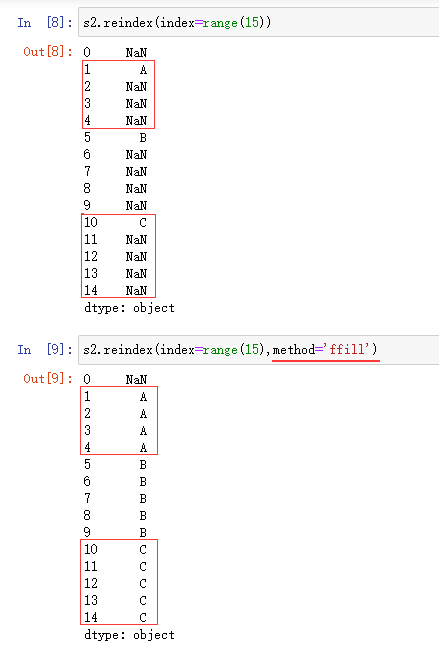 In [8]: s2.reindex(index=range(15))
Out[8]: 0 NaN
1 A
2 NaN
3 NaN
4 NaN
5 B
6 NaN
7 NaN
8 NaN
9 NaN
10 C
11 NaN
12 NaN
13 NaN
14 NaN
dtype: object
In [9]: s2.reindex(index=range(15),method='ffill')
Out[9]: 0 NaN
1 A
2 A
3 A
4 A
5 B
6 B
7 B
8 B
9 B
10 C
11 C
12 C
13 C
14 C
dtype: object